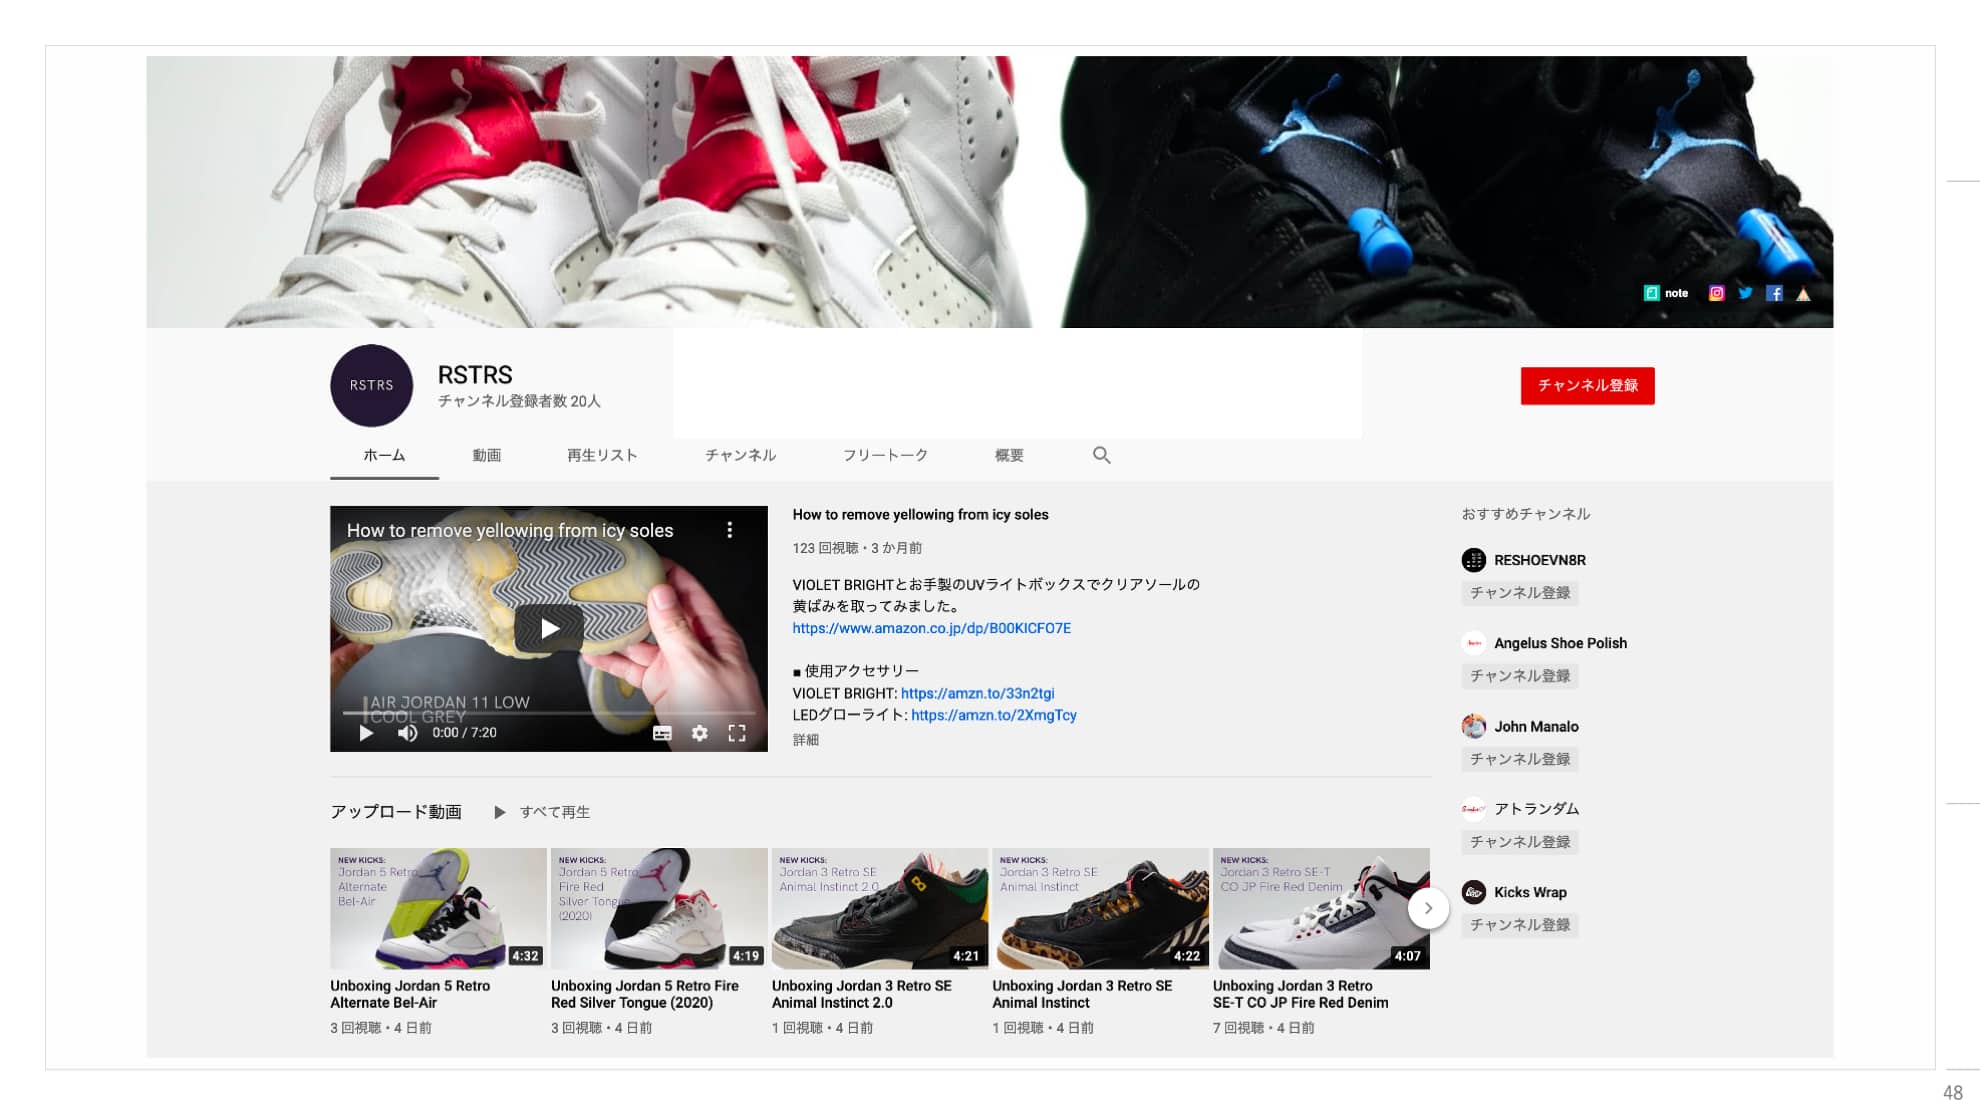 note
RSTRS
RSTRS
チャンネル登録者数 20人
チャンネル登録
ホーム
動画
再生リスト
チャンネル
フリートーク
概要
How to remove yellowing from icy soles
AIR JORDAN 11 LOW
COOL GREY
0:00 / 7:20
How to remove yellowing from icy soles
123 回視聴・3 か月前
VIOLET BRIGHTとお手製のUVライトボックスでクリアソールの
黄ばみを取ってみました。
https://www.amazon.co.jp/dp/B00KICFO7E
■ 使用アクセサリー
VIOLET BRIGHT: https://amzn.to/33n2tgi
LEDグローライト: https://amzn.to/2XmgTcy
詳細
おすすめチャンネル
RESHOEVN8R
チャンネル登録
Angelus Shoe Polish
チャンネル登録
John Manalo
チャンネル登録
アトランダム
チャンネル登録
Kicks Wrap
チャンネル登録
アップロード動画
すべて再生
NEW KICKS:
Jordan 5 Retro
Alternate
Bel-Air
4:32
Unboxing Jordan 5 Retro
Alternate Bel-Air
3 回視聴・4 日前
NEW KICKS:
Jordan 5 Retro
Fire Red
Silver Tongue
(2020)
4:19
Unboxing Jordan 5 Retro Fire
Red Silver Tongue (2020)
3 回視聴・4 日前
NEW KICKS:
Jordan 3 Retro SE
Animal Instinct 2.0
4:21
Unboxing Jordan 3 Retro SE
Animal Instinct 2.0
1 回視聴・4 日前
NEW KICKS:
Jordan 3 Retro SE
Animal Instinct
4:22
Unboxing Jordan 3 Retro SE
Animal Instinct
1 回視聴・4 日前
NEW KICKS:
Jordan 3 Retro SE-T
CO JP Fire Red Denim
4:07
Unboxing Jordan 3 Retro
SE-T CO JP Fire Red Denim
7 回視聴・4 日前
48